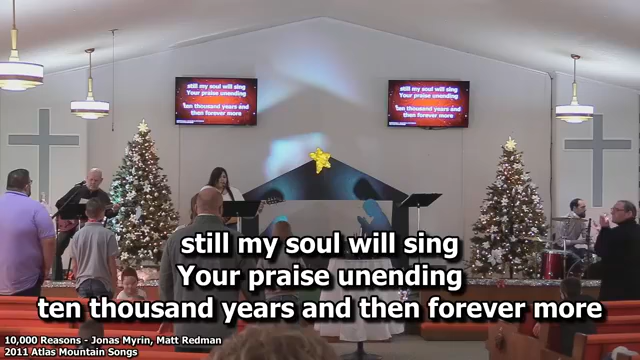 still my soul will sing
Your praise unending
ten thousand years and
then forever more
still my soul will sing
Your praise unending
ten thousand years and
then forever more
still my soul will sing
Your praise unending
ten thousand years and then forever more
10,000 Reasons - Jonas Myrin, Matt Redman
2011 Atlas Mountain Songs